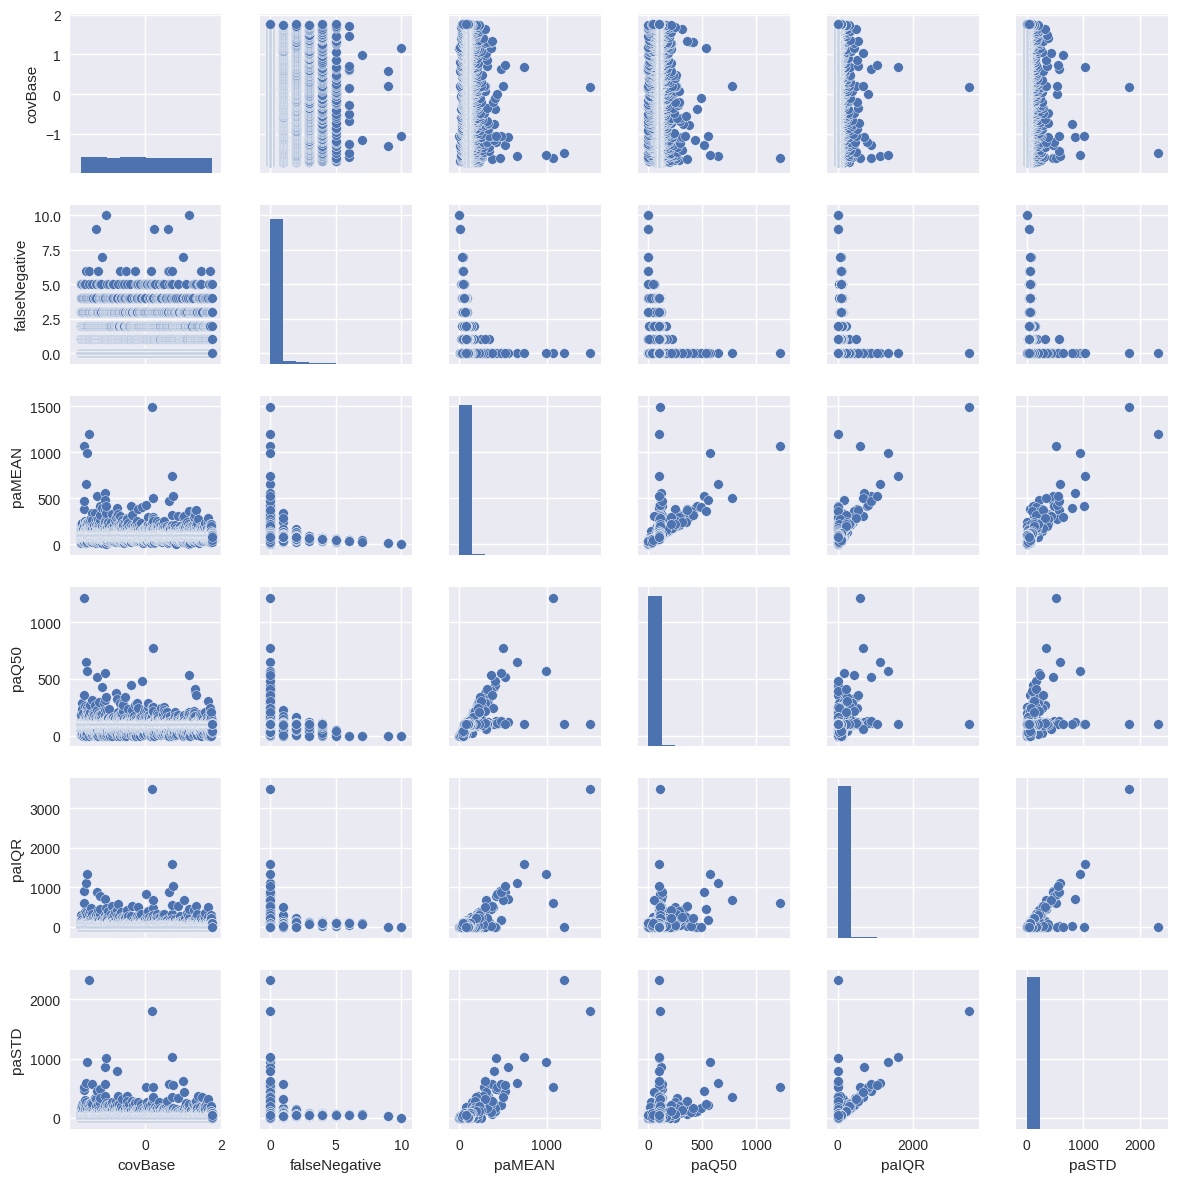 2
1
0
−1
covBase
10.0
7.5
5.0
2.5
0.0
falseNegative
1500
1000
500
0
paMEAN
1000
500
0
paQ50
3000
2000
1000
0
paIQR
2000
1000
0
paSTD
0 2
0 5 10
0 1000
0 500 1000
0 2000
0 1000 2000
covBase falseNegative paMEAN paQ50 paIQR paSTD